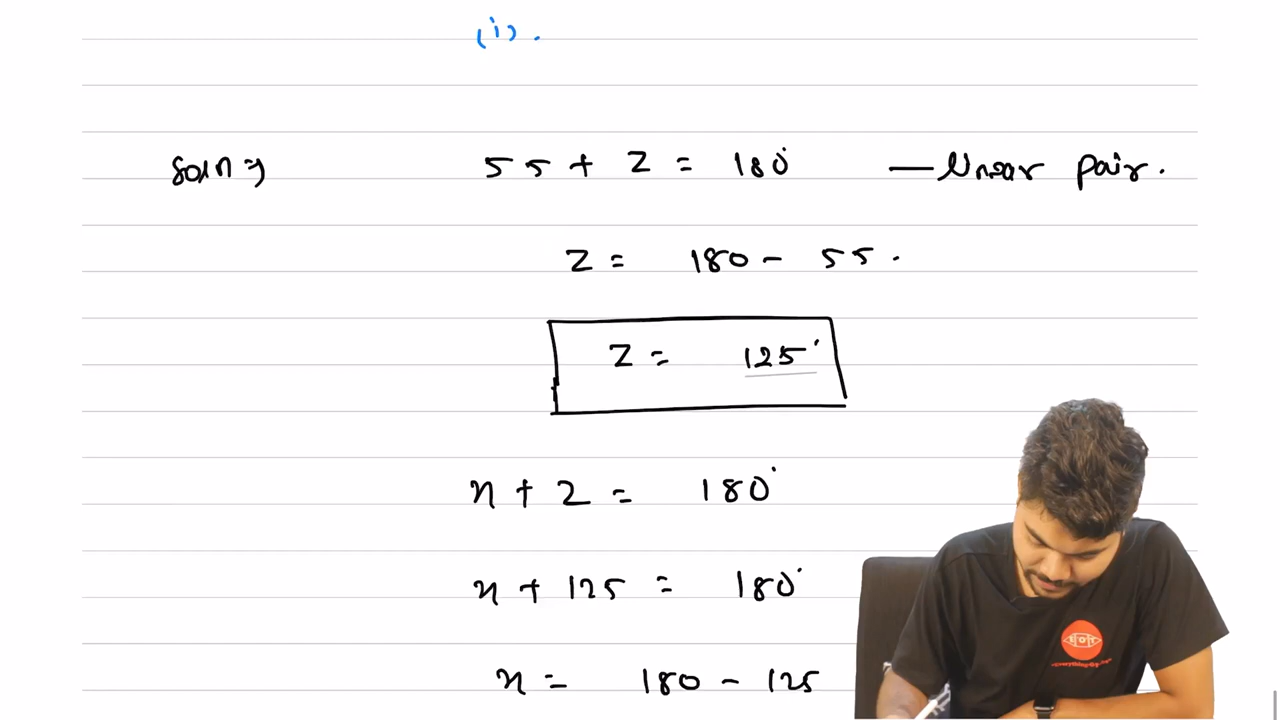 (i).
Soln ⇒ 55 + z = 180° — linear pair.
z = 180 - 55.
z = 125°
x + z = 180°
x + 125 = 180°
x = 180 - 125